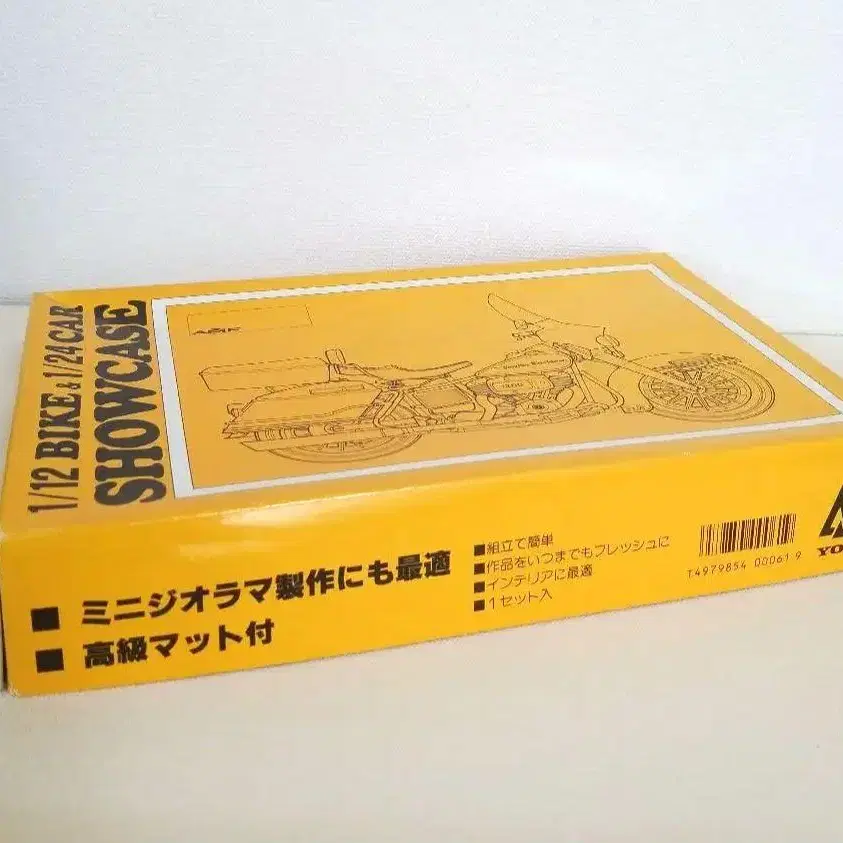 1/12 BIKE & 1/24 CAR
SHOWCASE
■ ミニジオラマ製作にも最適
■ 高級マット付
■組立て簡単
■作品をいつまでもフレッシュに
■インテリアに最適
■1セット入
T4979854 00061 9